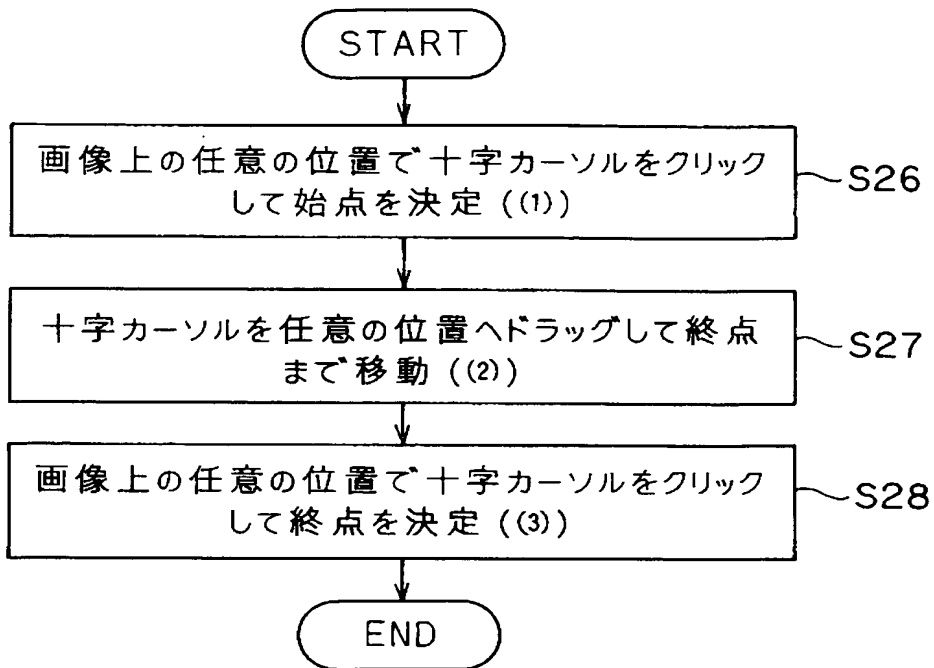 START
画像上の任意の位置で十字カーソルをクリック
して始点を決定 ((1))
S26
十字カーソルを任意の位置へドラッグして終点
まで移動 ((2))
S27
画像上の任意の位置で十字カーソルをクリック
して終点を決定 ((3))
S28
END